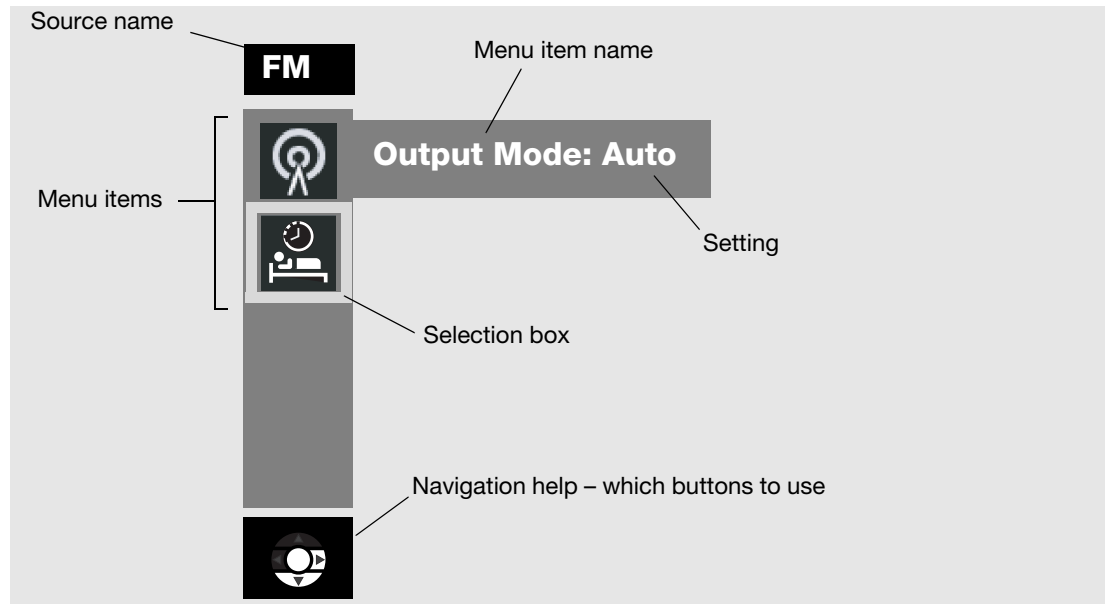 Source name
FM
Menu item name
Output Mode: Auto
Menu items
Setting
Selection box
Navigation help – which buttons to use